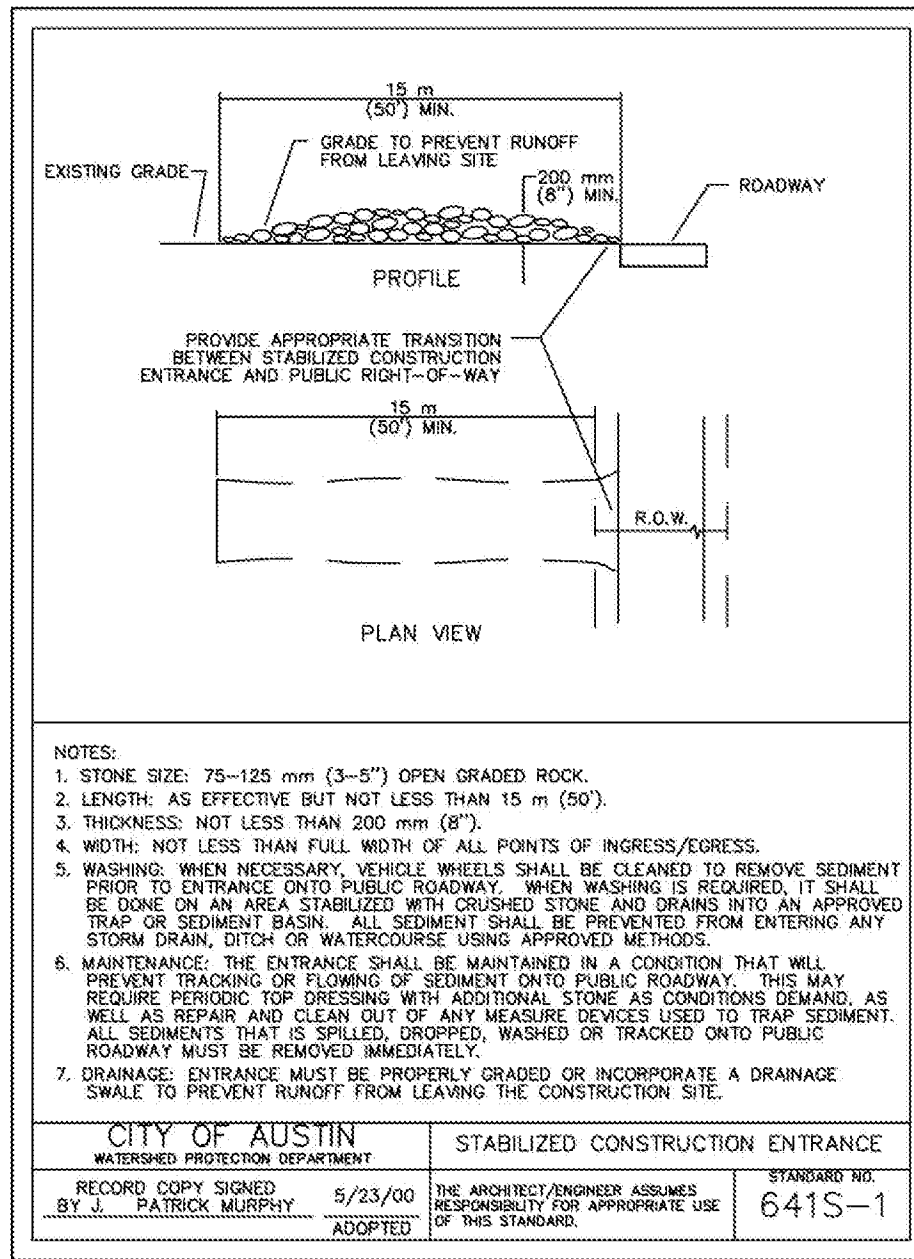 15 m
(50') MIN.
GRADE TO PREVENT RUNOFF
FROM LEAVING SITE
EXISTING GRADE
200 mm
(8") MIN.
ROADWAY
PROFILE
PROVIDE APPROPRIATE TRANSITION
BETWEEN STABILIZED CONSTRUCTION
ENTRANCE AND PUBLIC RIGHT-OF-WAY
15 m
(50') MIN.
R.O.W.
PLAN VIEW
NOTES:
1. STONE SIZE: 75-125 mm (3-5") OPEN GRADED ROCK.
2. LENGTH: AS EFFECTIVE BUT NOT LESS THAN 15 m (50').
3. THICKNESS: NOT LESS THAN 200 mm (8").
4. WIDTH: NOT LESS THAN FULL WIDTH OF ALL POINTS OF INGRESS/EGRESS.
5. WASHING: WHEN NECESSARY, VEHICLE WHEELS SHALL BE CLEANED TO REMOVE SEDIMENT
PRIOR TO ENTRANCE ONTO PUBLIC ROADWAY. WHEN WASHING IS REQUIRED, IT SHALL
BE DONE ON AN AREA STABILIZED WITH CRUSHED STONE AND DRAINS INTO AN APPROVED
TRAP OR SEDIMENT BASIN. ALL SEDIMENT SHALL BE PREVENTED FROM ENTERING ANY
STORM DRAIN, DITCH OR WATERCOURSE USING APPROVED METHODS.
6. MAINTENANCE: THE ENTRANCE SHALL BE MAINTAINED IN A CONDITION THAT WILL
PREVENT TRACKING OR FLOWING OF SEDIMENT ONTO PUBLIC ROADWAY. THIS MAY
REQUIRE PERIODIC TOP DRESSING WITH ADDITIONAL STONE AS CONDITIONS DEMAND, AS
WELL AS REPAIR AND CLEAN OUT OF ANY MEASURE DEVICES USED TO TRAP SEDIMENT.
ALL SEDIMENTS THAT IS SPILLED, DROPPED, WASHED OR TRACKED ONTO PUBLIC
ROADWAY MUST BE REMOVED IMMEDIATELY.
7. DRAINAGE: ENTRANCE MUST BE PROPERLY GRADED OR INCORPORATE A DRAINAGE
SWALE TO PREVENT RUNOFF FROM LEAVING THE CONSTRUCTION SITE.
CITY OF AUSTIN
WATERSHED PROTECTION DEPARTMENT
STABILIZED CONSTRUCTION ENTRANCE
RECORD COPY SIGNED
BY J. PATRICK MURPHY
5/23/00
ADOPTED
THE ARCHITECT/ENGINEER ASSUMES
RESPONSIBILITY FOR APPROPRIATE USE
OF THIS STANDARD.
STANDARD NO.
641S-1